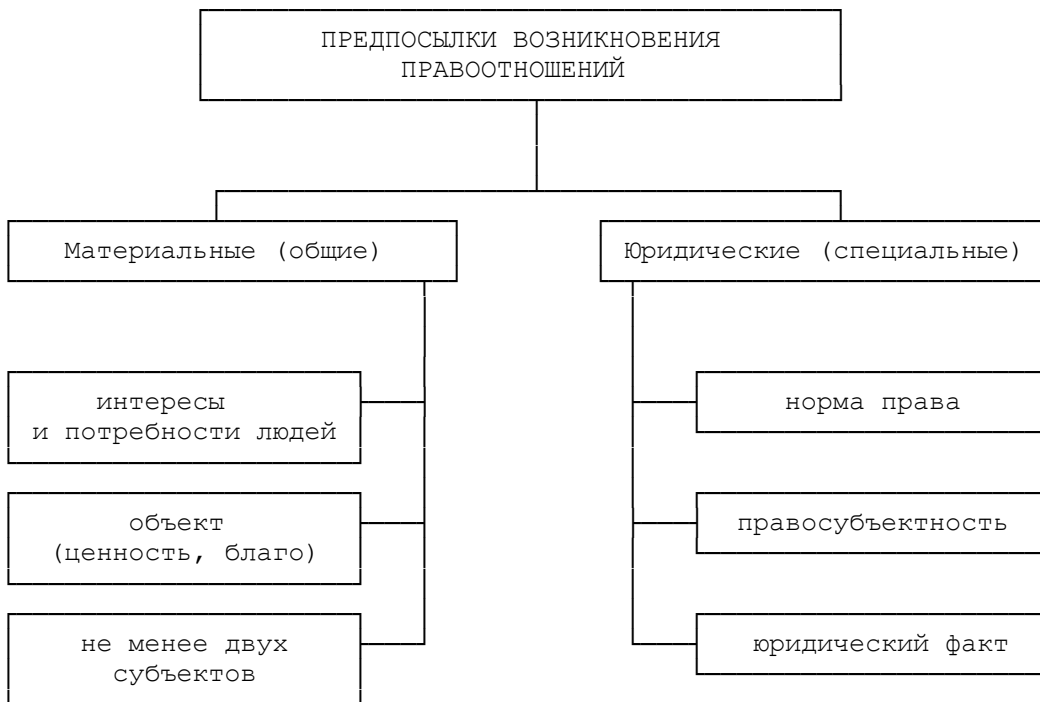 ПРЕДПОСЫЛКИ ВОЗНИКНОВЕНИЯ
ПРАВООТНОШЕНИЙ
Материальные (общие)
Юридические (специальные)
интересы
и потребности людей
норма права
объект
(ценность, благо)
правосубъектность
не менее двух
субъектов
юридический факт